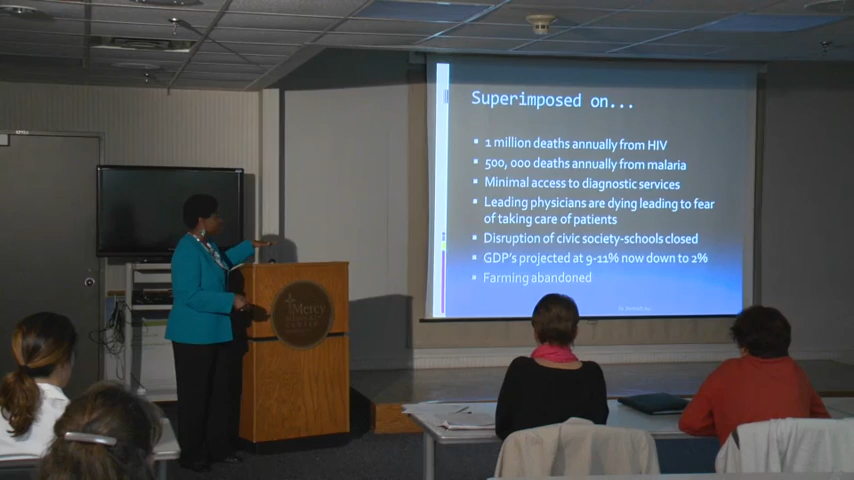 Superimposed on...
1 million deaths annually from HIV
500, 000 deaths annually from malaria
Minimal access to diagnostic services
Leading physicians are dying leading to fear
of taking care of patients
Disruption of civic society-schools closed
GDP's projected at 9-11% now down to 2%
Farming abandoned
Mercy